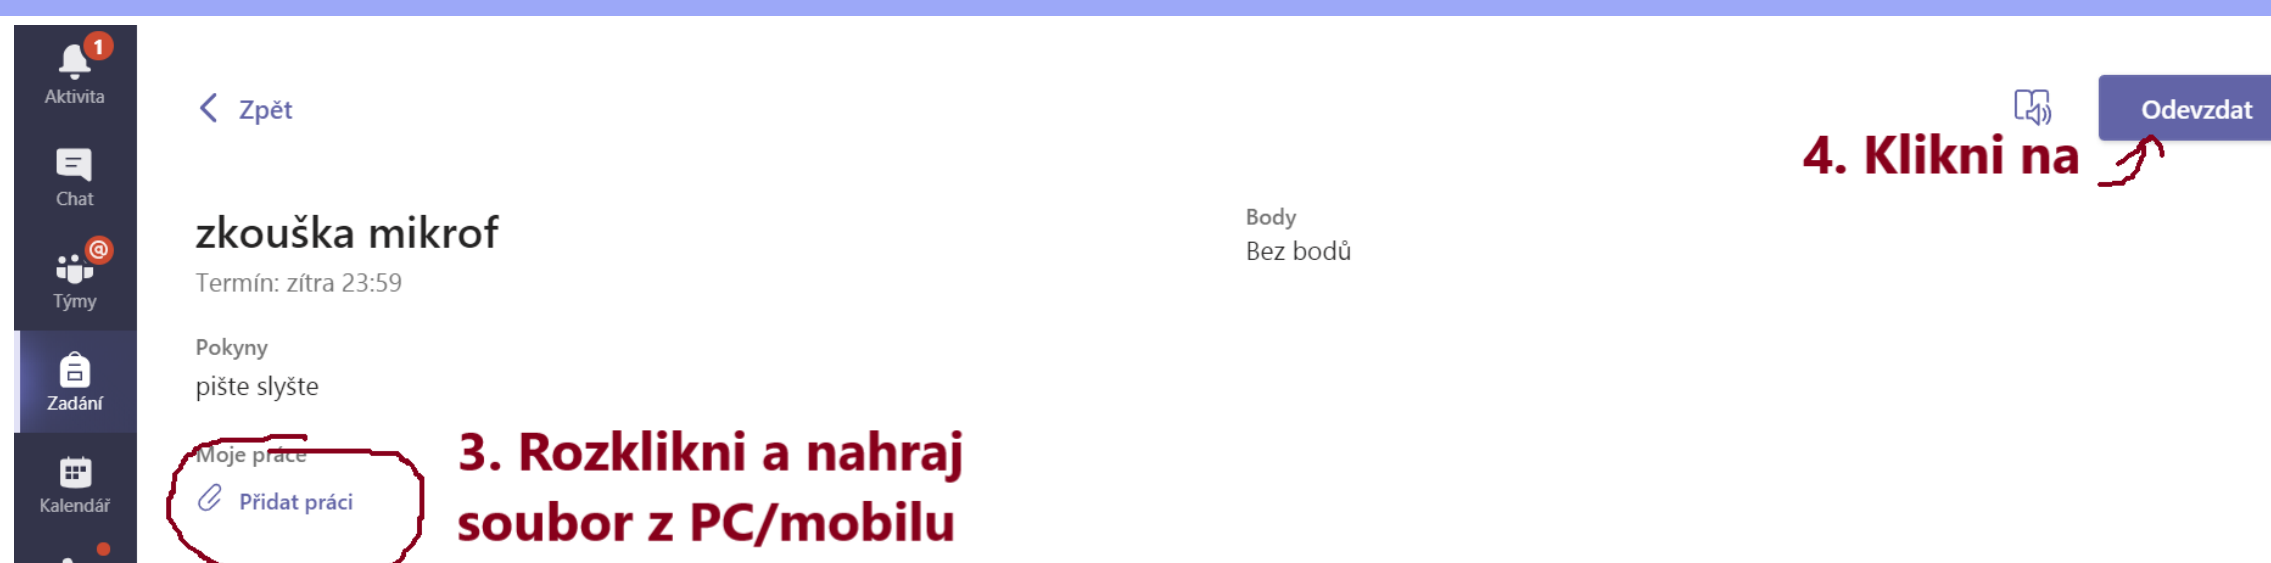 1
Aktivita
Chat
@
Týmy
Zadání
Kalendář
Zpět
Odevzdat
4. Klikni na
zkouška mikrof
Termín: zítra 23:59
Body
Bez bodů
Pokyny
pište slyšte
Moje práce
Přidat práci
3. Rozklikni a nahraj
soubor z PC/mobilu